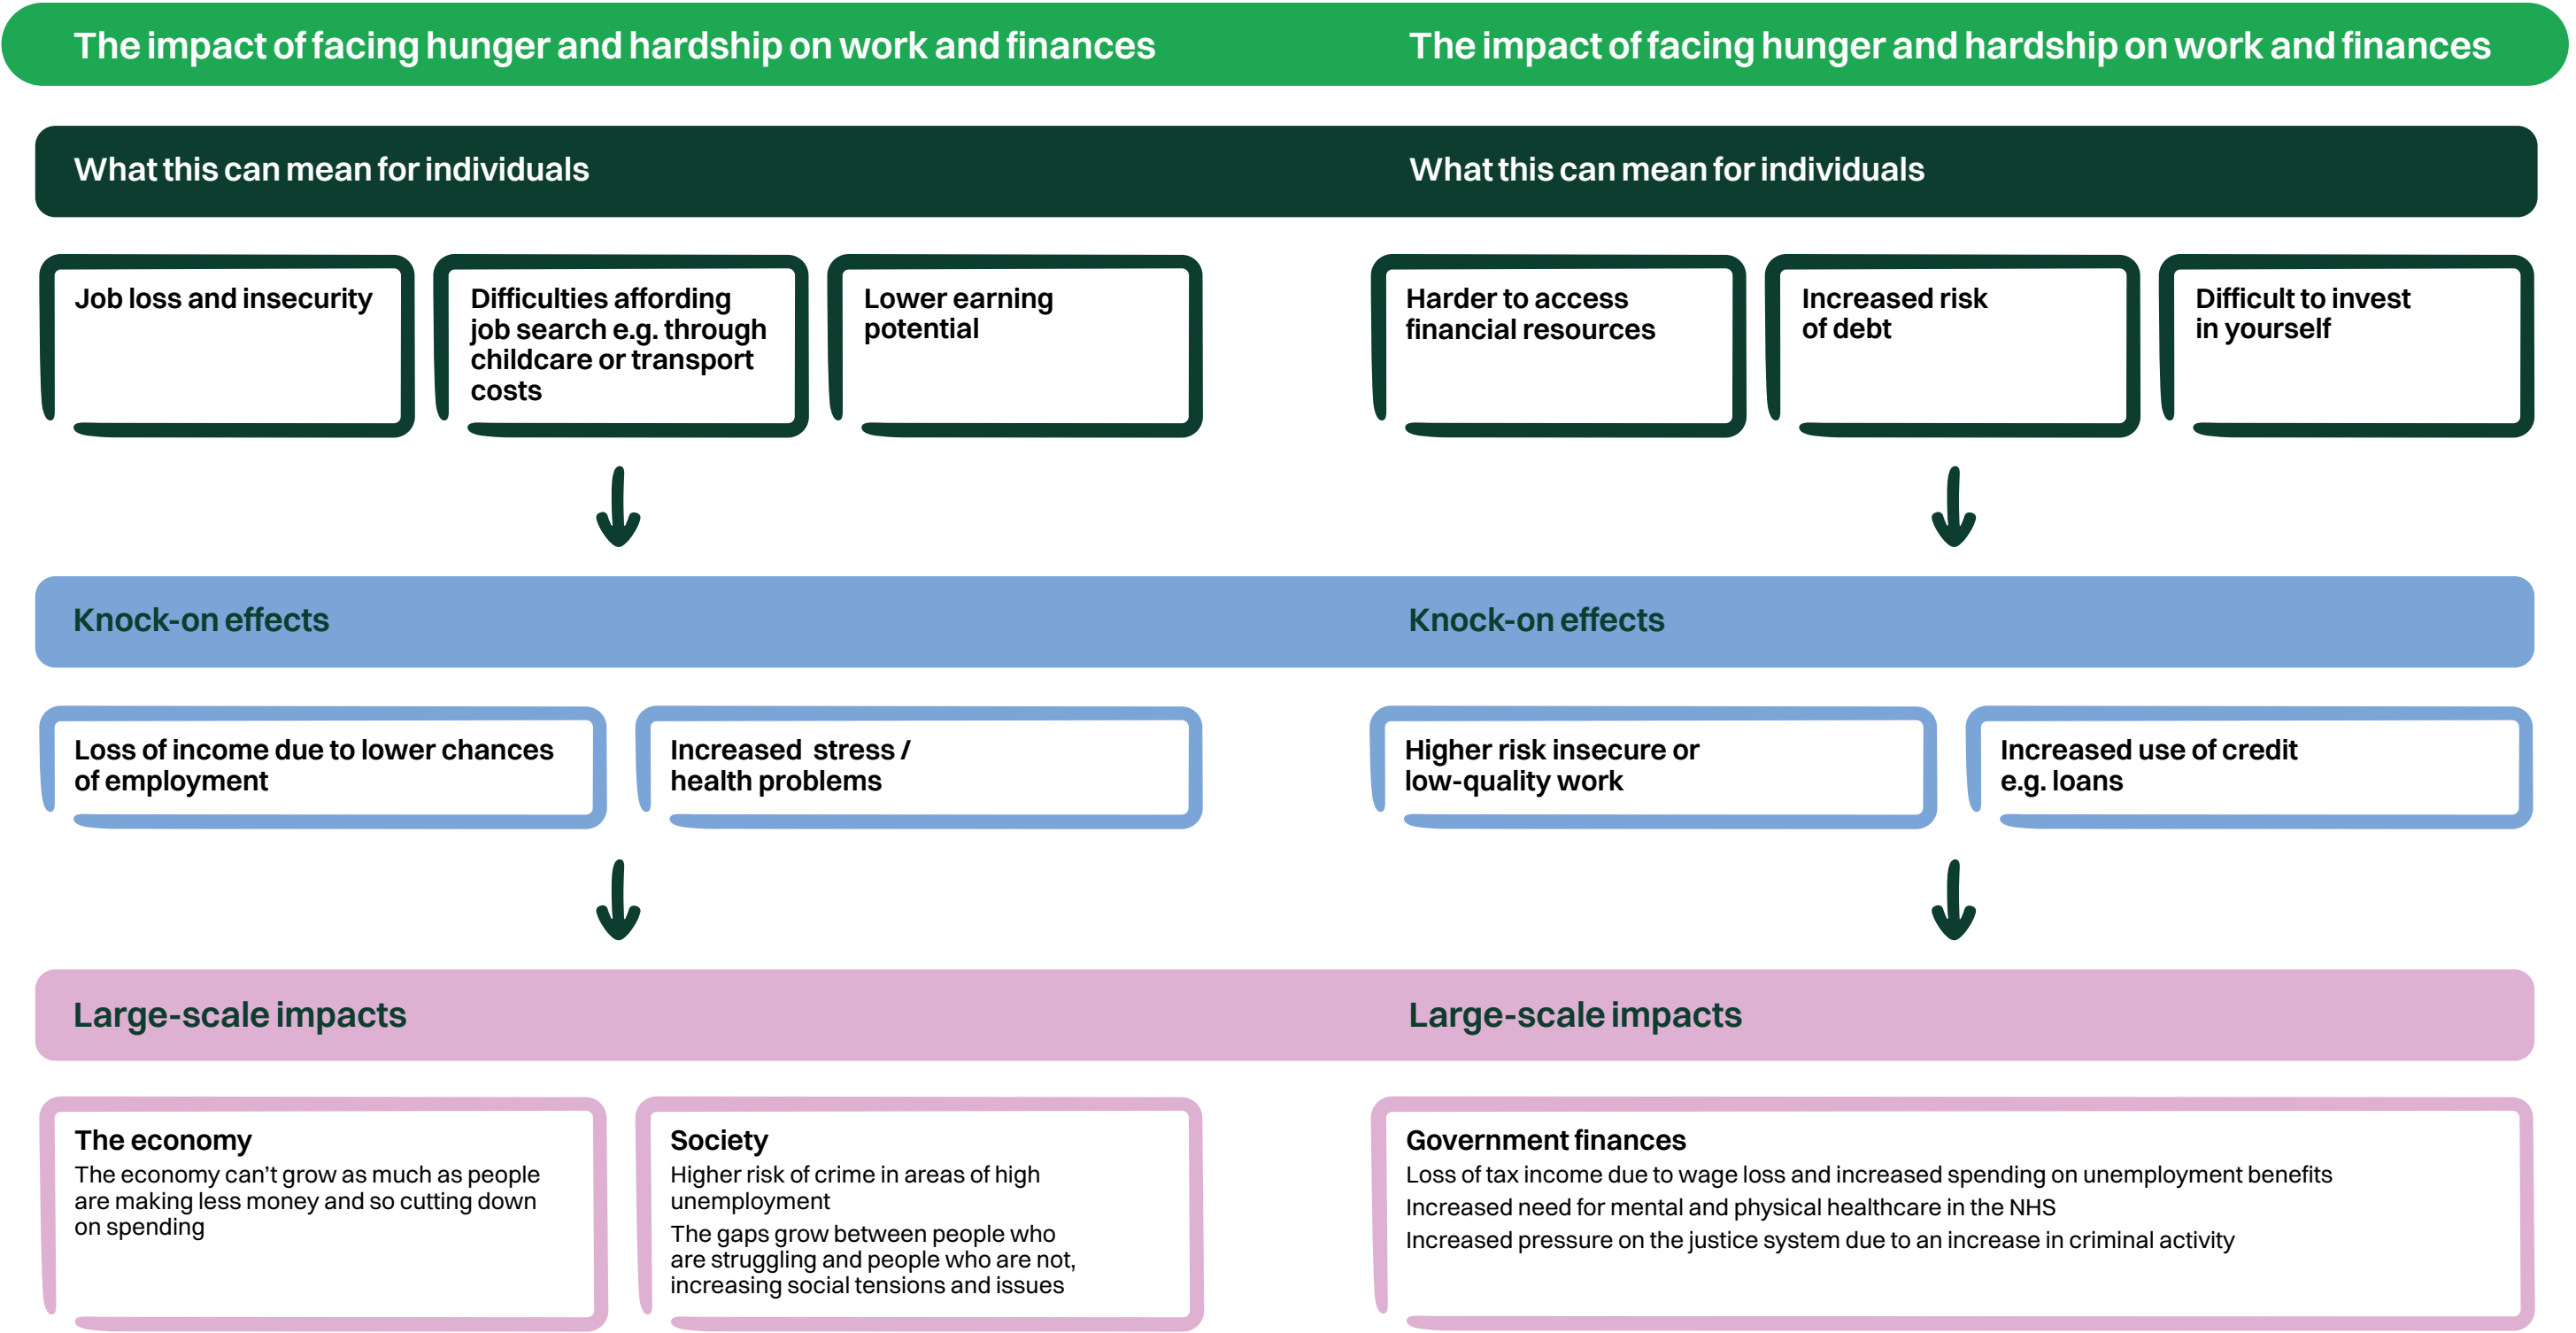 The impact of facing hunger and hardship on work and finances
The impact of facing hunger and hardship on work and finances
What this can mean for individuals
What this can mean for individuals
Job loss and insecurity
Difficulties affording
job search e.g. through
childcare or transport
costs
Lower earning
potential
Harder to access
financial resources
Increased risk
of debt
Difficult to invest
in yourself
Knock-on effects
Knock-on effects
Loss of income due to lower chances
of employment
Increased  stress /
health problems
Higher risk insecure or
low-quality work
Increased use of credit
e.g. loans
Large-scale impacts
Large-scale impacts
The economy
The economy can’t grow as much as people
are making less money and so cutting down
on spending
Society
Higher risk of crime in areas of high
unemployment
The gaps grow between people who
are struggling and people who are not,
increasing social tensions and issues
Government finances
Loss of tax income due to wage loss and increased spending on unemployment benefits
Increased need for mental and physical healthcare in the NHS
Increased pressure on the justice system due to an increase in criminal activity